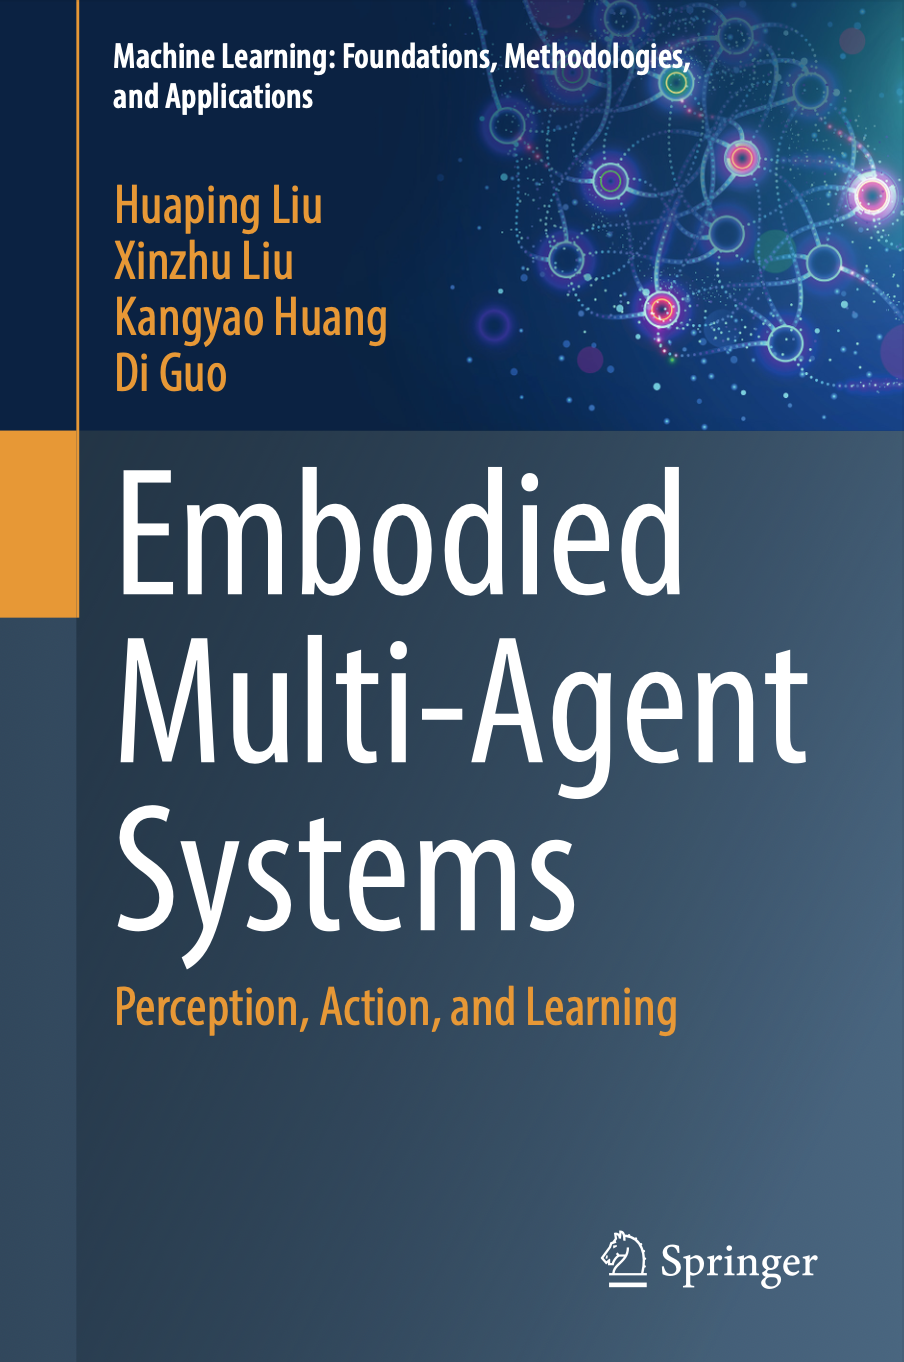 Machine Learning: Foundations, Methodologies,
and Applications
Huaping Liu
Xinzhu Liu
Kangyao Huang
Di Guo
Embodied
Multi-Agent
Systems
Perception, Action, and Learning
Springer